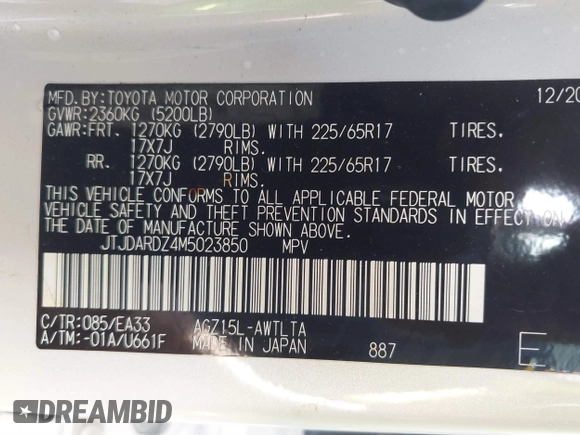 MFD.BY:TOYOTA MOTOR CORPORATION 12/20
GVWR:2360KG (5200LB)
GAWR:FRT. 1270KG (2790LB) WITH 225/65R17 TIRES.
17X7J RIMS.
RR. 1270KG (2790LB) WITH 225/65R17 TIRES.
17X7J RIMS.
THIS VEHICLE CONFORMS TO ALL APPLICABLE FEDERAL MOTOR
VEHICLE SAFETY AND THEFT PREVENTION STANDARDS IN EFFECT
THE DATE OF MANUFACTURE SHOWN ABOVE.
JTJDARDZ4M5023850 MPV
C/TR:085/EA33 AGZ15L-AWTLTA
A/TM:-01A/U661F MADE IN JAPAN 887 E
DREAMBID